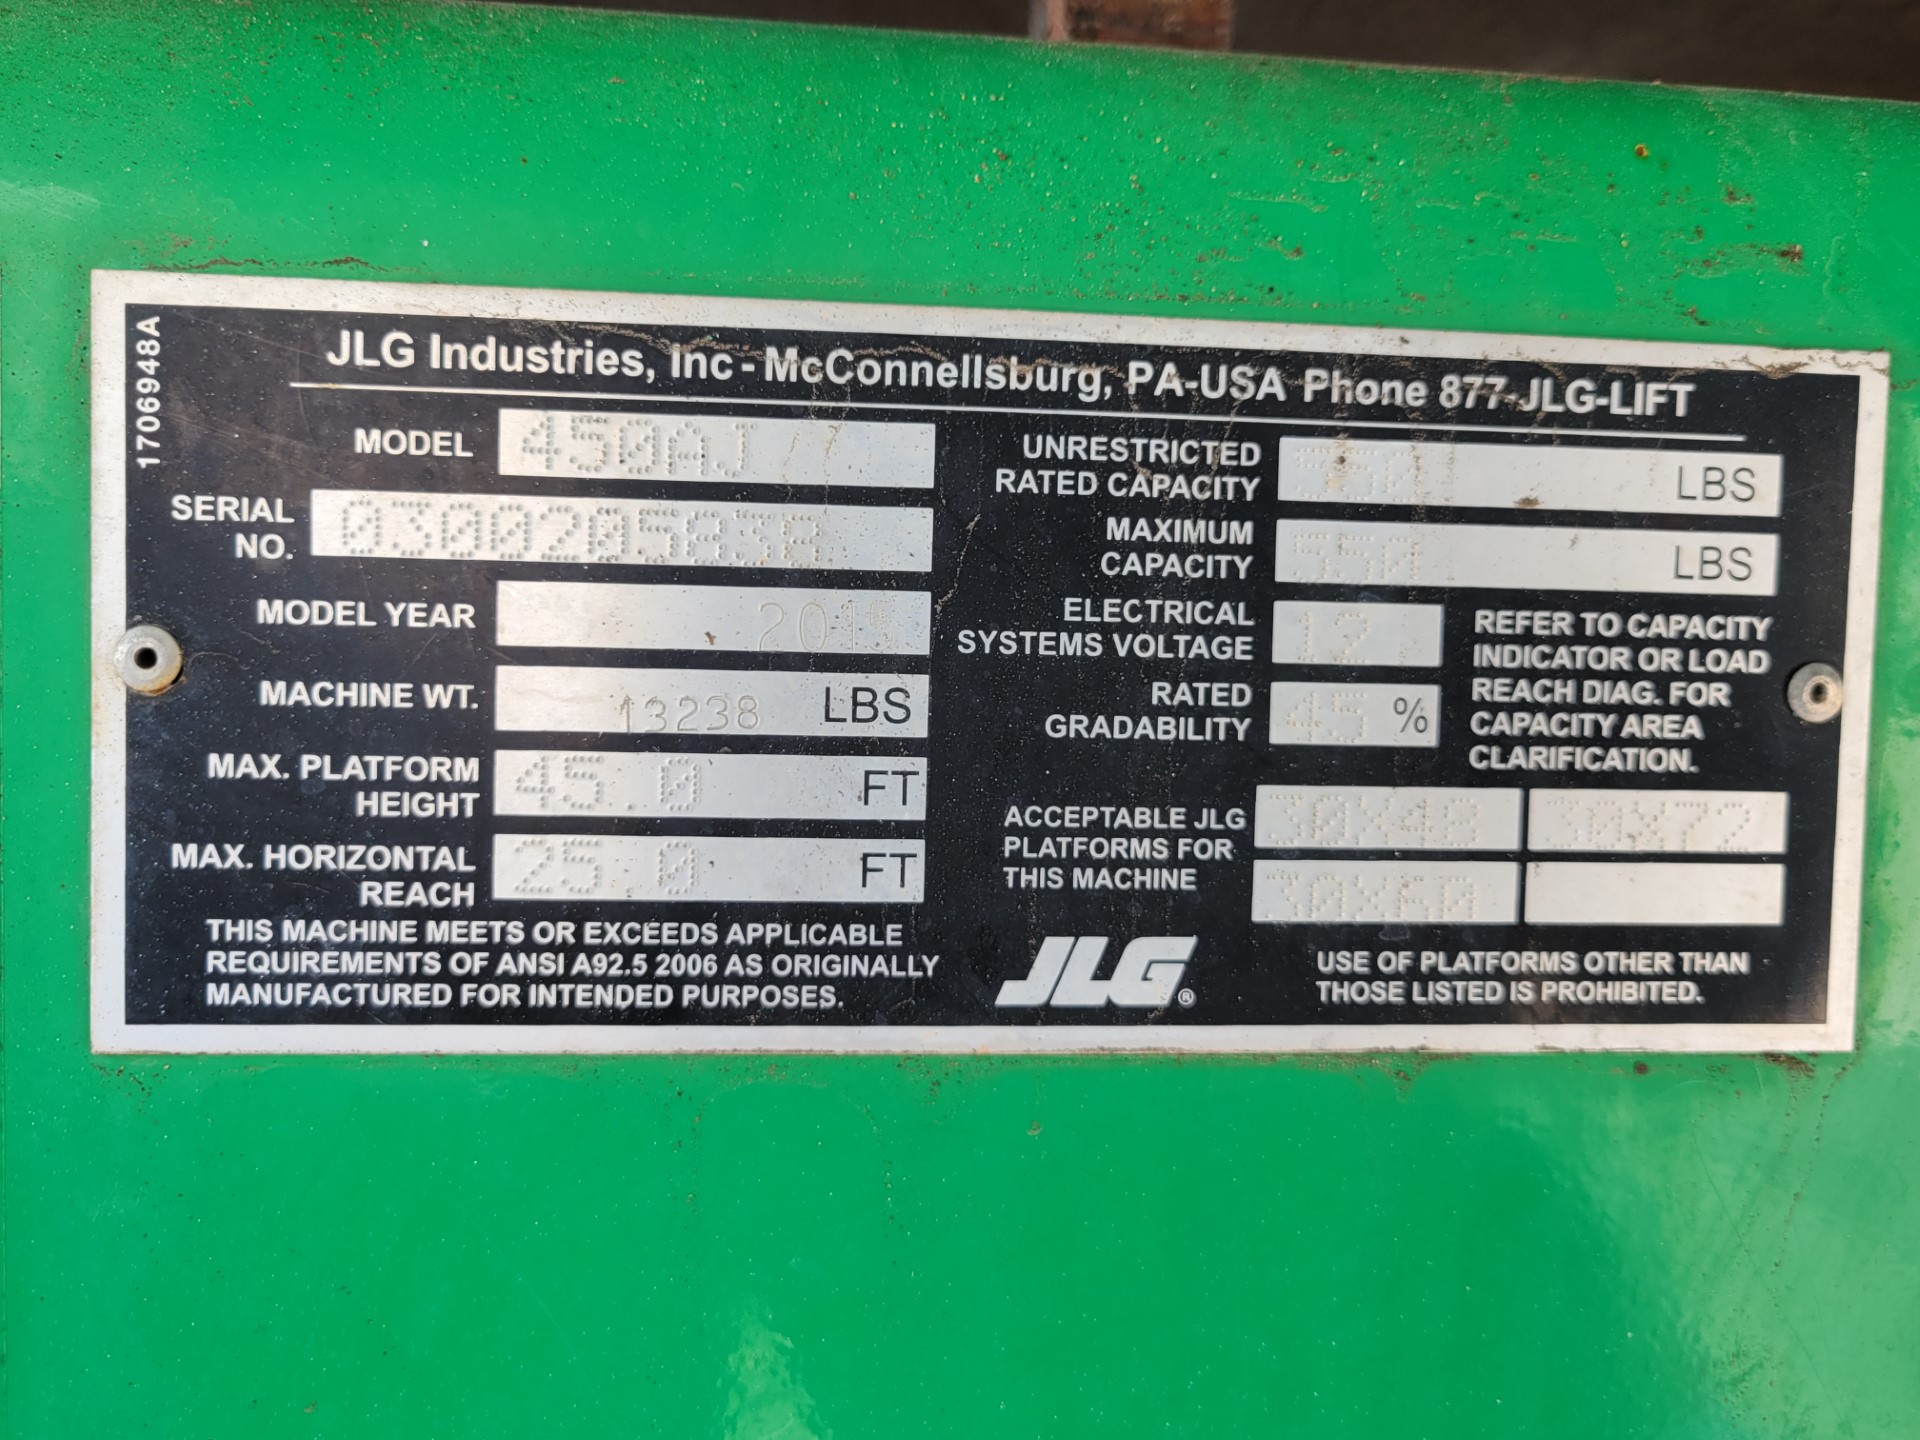 17069948A
JLG Industries, Inc - McConnellsburg, PA-USA Phone 877-JLG-LIFT
MODEL 450AJ
SERIAL
NO.
MODEL YEAR
MACHINE WT. 13238 LBS
MAX. PLATFORM
HEIGHT 45.0 FT
MAX. HORIZONTAL
REACH 25.0 FT
THIS MACHINE MEETS OR EXCEEDS APPLICABLE
REQUIREMENTS OF ANSI A92.5 2006 AS ORIGINALLY
MANUFACTURED FOR INTENDED PURPOSES.
UNRESTRICTED
RATED CAPACITY LBS
MAXIMUM
CAPACITY 550 LBS
ELECTRICAL
SYSTEMS VOLTAGE 12
RATED
GRADABILITY 45 %
REFER TO CAPACITY
INDICATOR OR LOAD
REACH DIAG. FOR
CAPACITY AREA
CLARIFICATION.
ACCEPTABLE JLG
PLATFORMS FOR
THIS MACHINE
30X48 30X72
30X60
JLG®
USE OF PLATFORMS OTHER THAN
THOSE LISTED IS PROHIBITED.